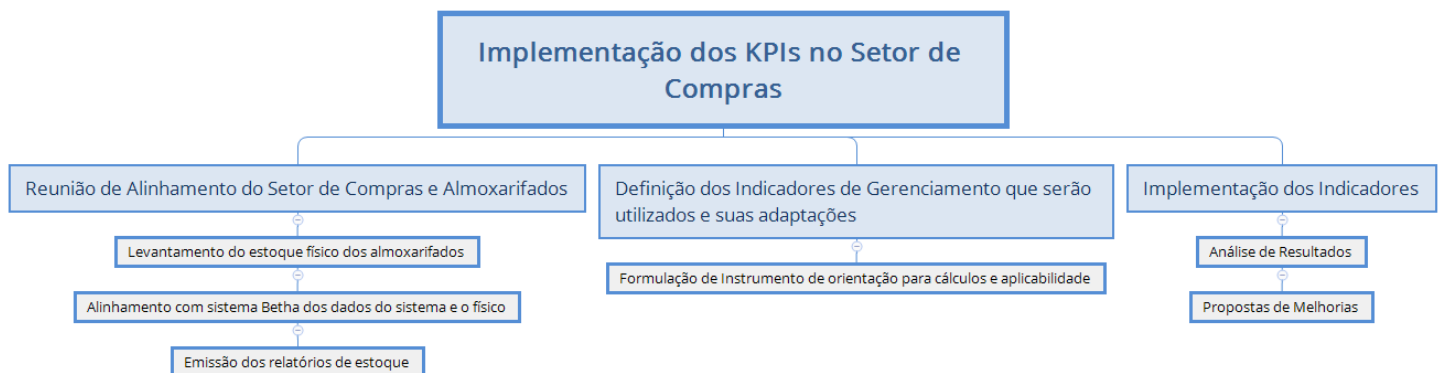 Implementação dos KPIs no Setor de
Compras
Reunião de Alinhamento do Setor de Compras e Almoxarifados
Levantamento do estoque físico dos almoxarifados
Alinhamento com sistema Betha dos dados do sistema e o físico
Emissão dos relatórios de estoque
Definição dos Indicadores de Gerenciamento que serão
utilizados e suas adaptações
Formulação de Instrumento de orientação para cálculos e aplicabilidade
Implementação dos Indicadores
Análise de Resultados
Propostas de Melhorias